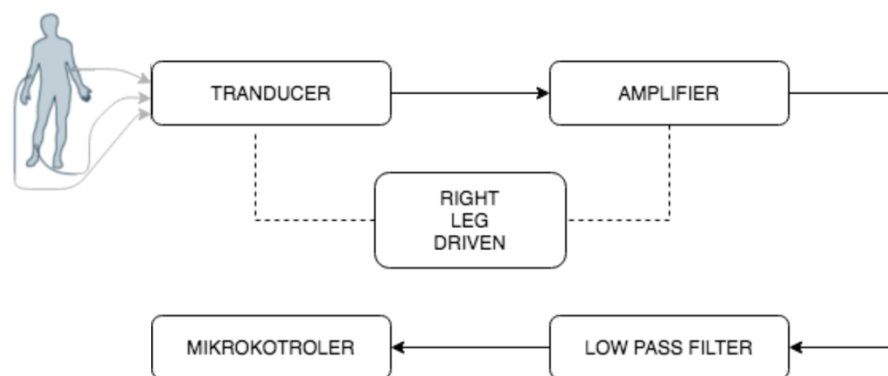 TRANDUCER
AMPLIFIER
RIGHT
LEG
DRIVEN
MIKROKOTROLER
LOW PASS FILTER